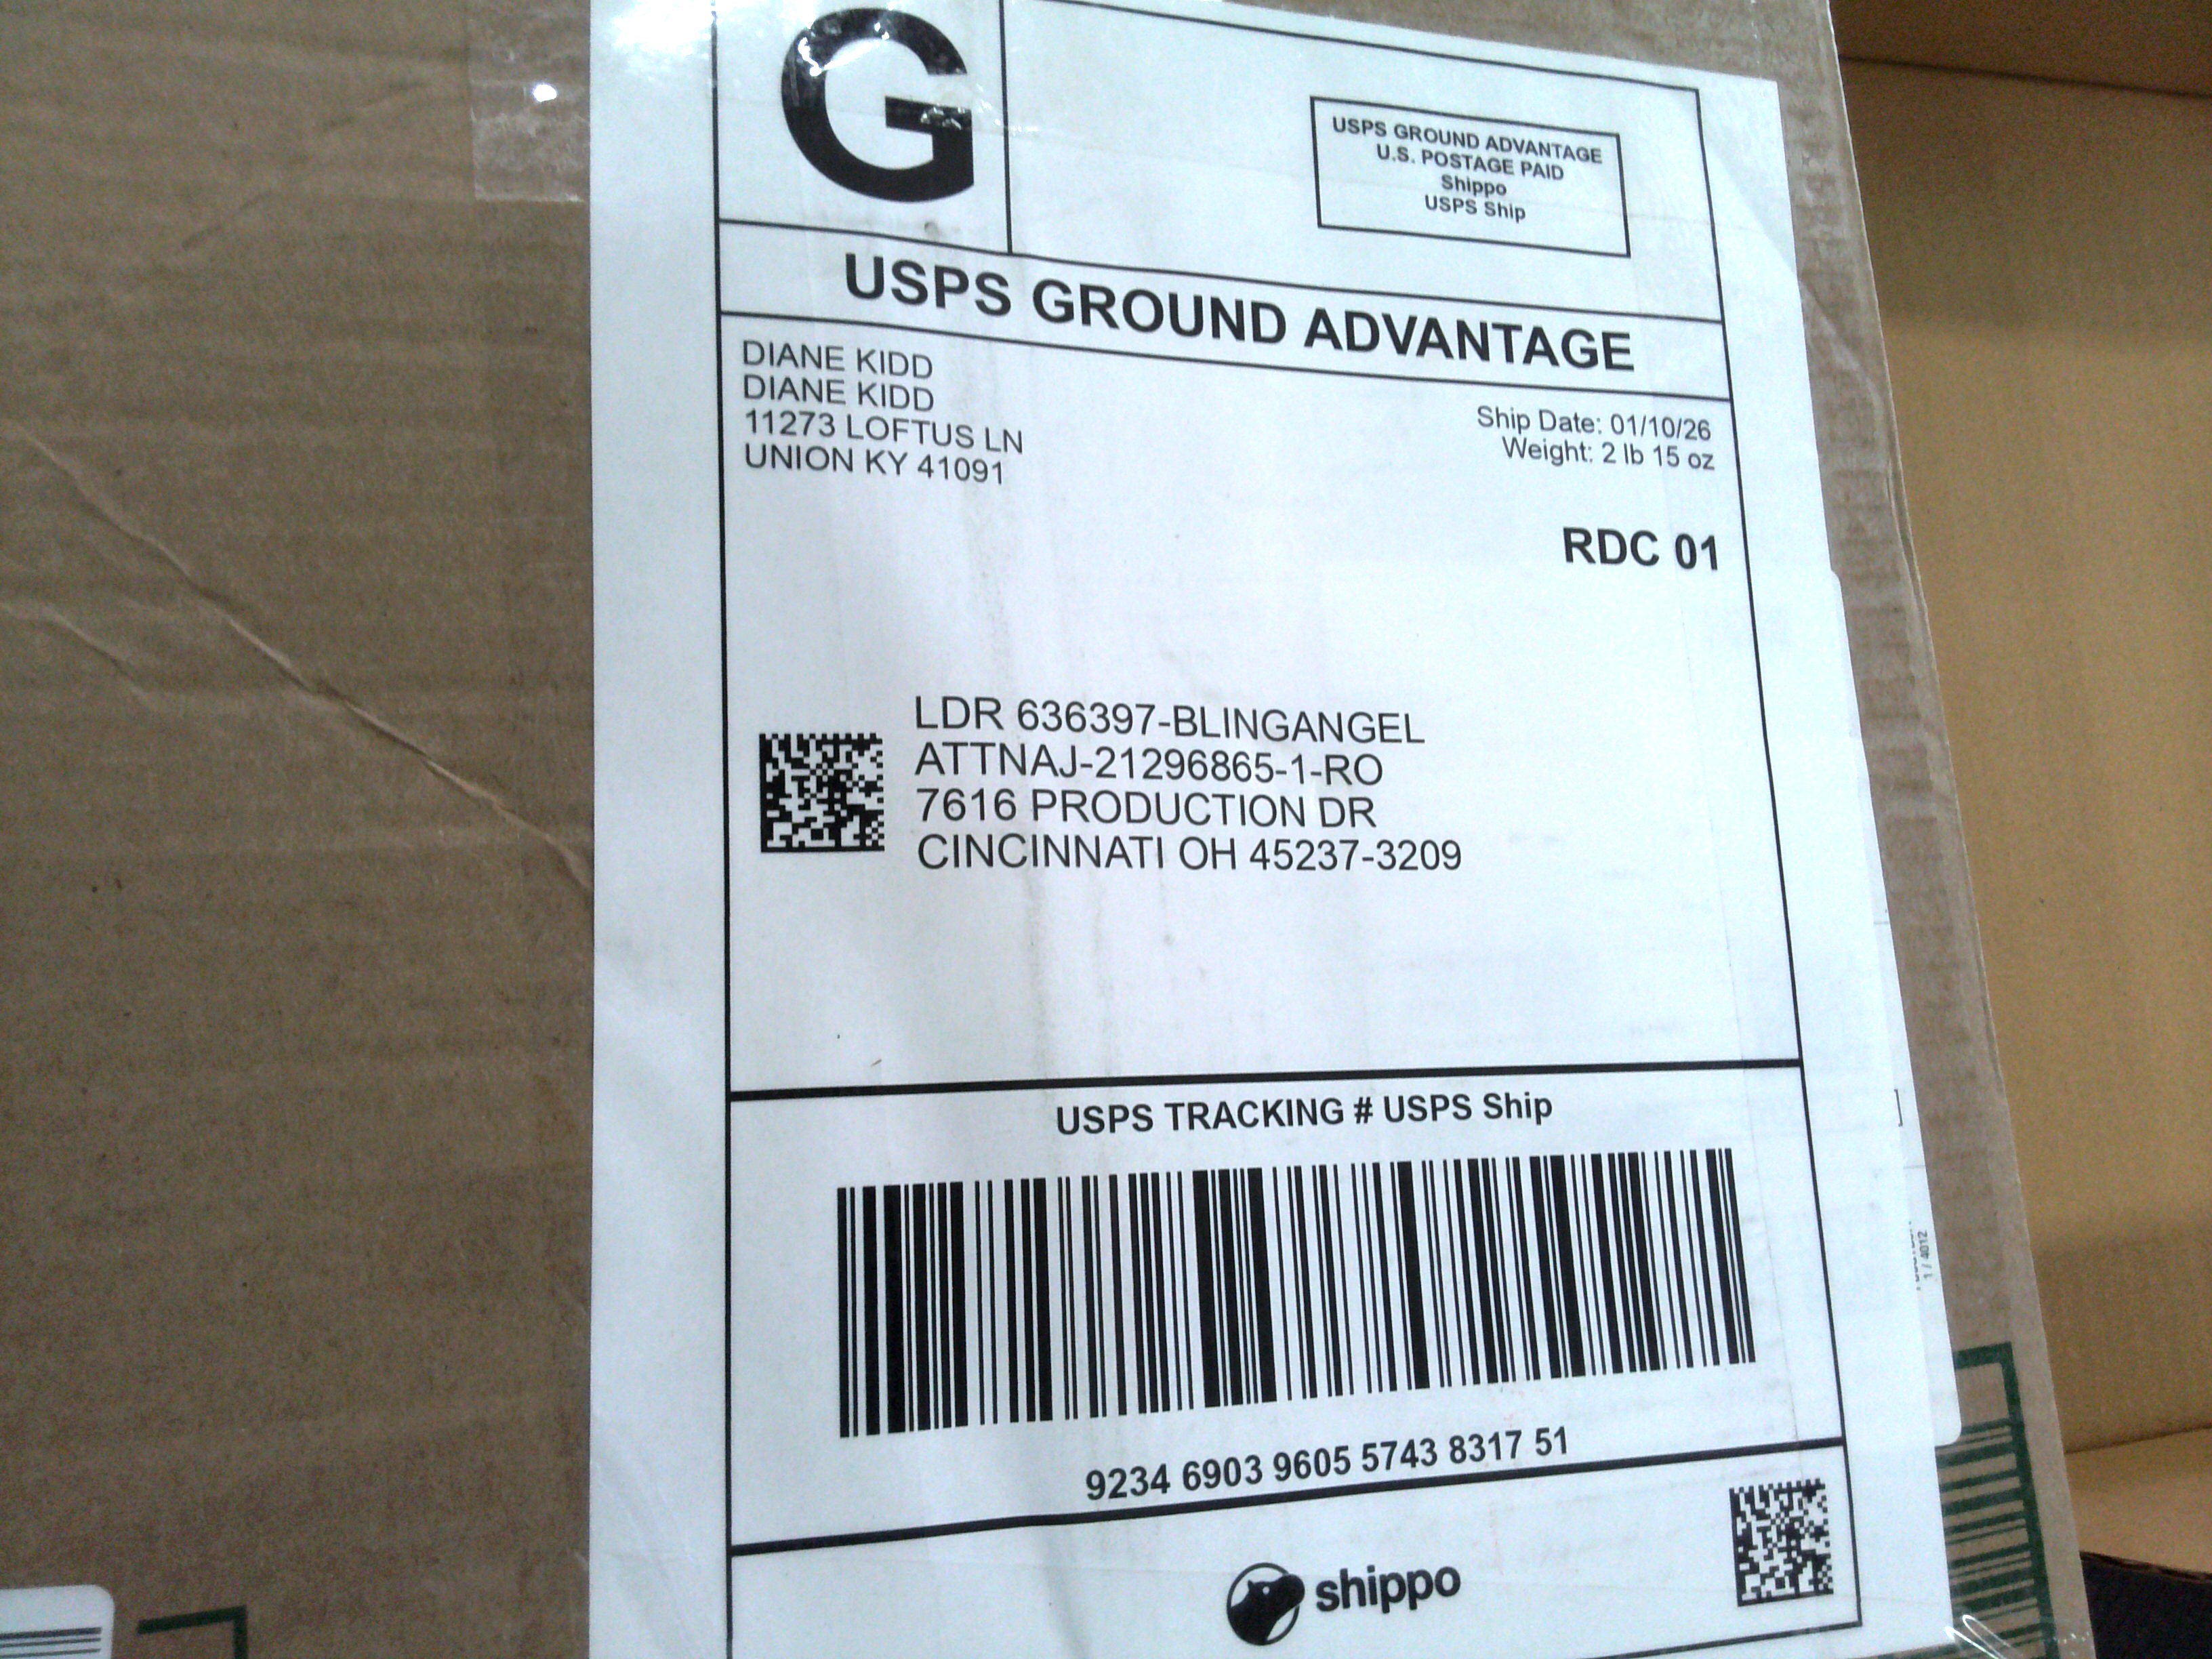 G
USPS GROUND ADVANTAGE
U.S. POSTAGE PAID
Shippo
USPS Ship
USPS GROUND ADVANTAGE
DIANE KIDD
DIANE KIDD
11273 LOFTUS LN
UNION KY 41091
Ship Date: 01/10/26
Weight: 2 lb 15 oz
RDC 01
LDR 636397-BLINGANGEL
ATTNAJ-21296865-1-RO
7616 PRODUCTION DR
CINCINNATI OH 45237-3209
USPS TRACKING # USPS Ship
9234 6903 9605 5743 8317 51
shippo
1 / 4012